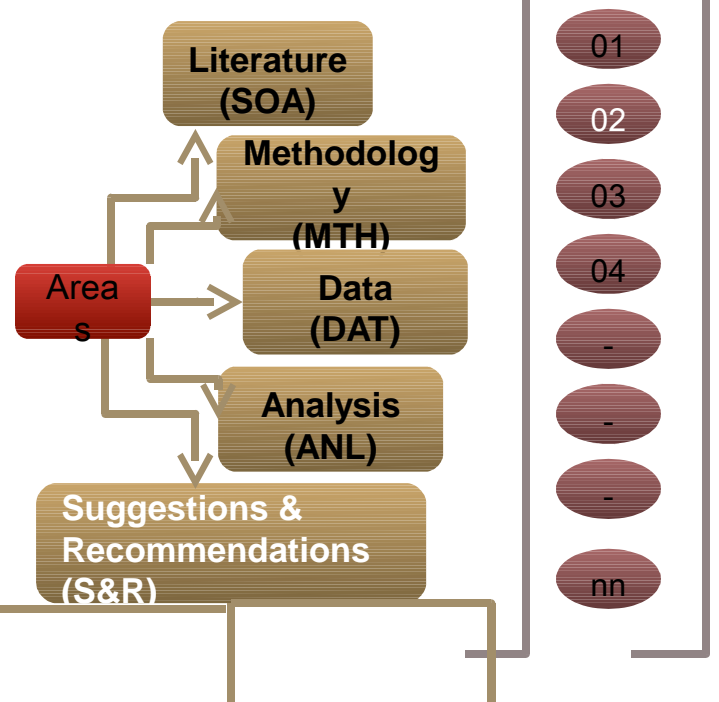 Literature
(SOA)
Methodolog
y
(MTH)
Area
s
Data
(DAT)
Analysis
(ANL)
Suggestions &
Recommendations
(S&R)
01
02
03
04
-
-
-
nn